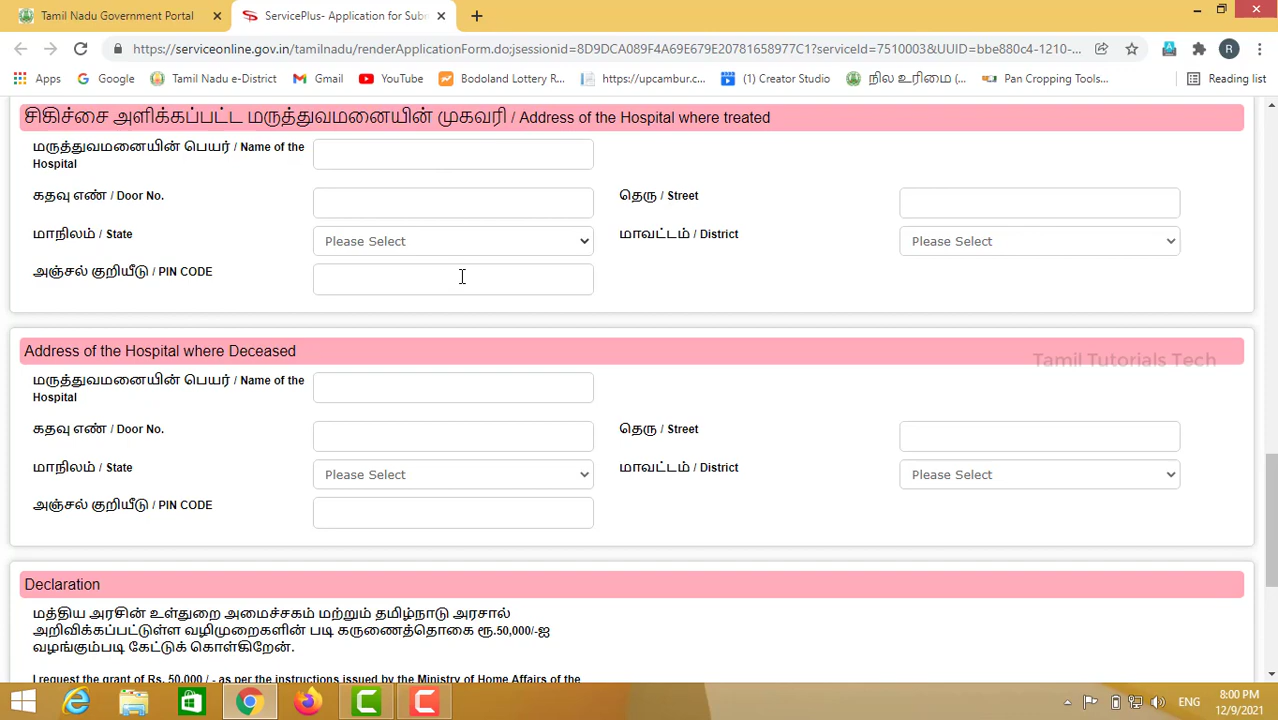 Tamil Nadu Government Portal
ServicePlus- Application for Subm
https://serviceonline.gov.in/tamilnadu/renderApplicationForm.do;jsessionid=8D9DCA089F4A69E679E20781658977C1?serviceId=7510003&UUID=bbe880c4-1210-...
R
Apps
Google
Tamil Nadu e-District
Gmail
YouTube
Bodoland Lottery R...
https://upcambur.c...
(1) Creator Studio
நில உரிமை (...
Pan Cropping Tools...
Reading list
சிகிச்சை அளிக்கப்பட்ட மருத்துவமனையின் முகவரி / Address of the Hospital where treated
மருத்துவமனையின் பெயர் / Name of the
Hospital
கதவு எண் / Door No.
தெரு / Street
மாநிலம் / State
Please Select
மாவட்டம் / District
Please Select
அஞ்சல் குறியீடு / PIN CODE
Address of the Hospital where Deceased
Tamil Tutorials Tech
மருத்துவமனையின் பெயர் / Name of the
Hospital
கதவு எண் / Door No.
தெரு / Street
மாநிலம் / State
Please Select
மாவட்டம் / District
Please Select
அஞ்சல் குறியீடு / PIN CODE
Declaration
மத்திய அரசின் உள்துறை அமைச்சகம் மற்றும் தமிழ்நாடு அரசால்
அறிவிக்கப்பட்டுள்ள வழிமுறைகளின் படி கருணைத்தொகை ரூ.50,000/-ஐ
வழங்கும்படி கேட்டுக் கொள்கிறேன்.
I request the grant of Rs. 50,000 / - as per the instructions issued by the Ministry of Home Affairs of the
ENG
8:00 PM
12/9/2021